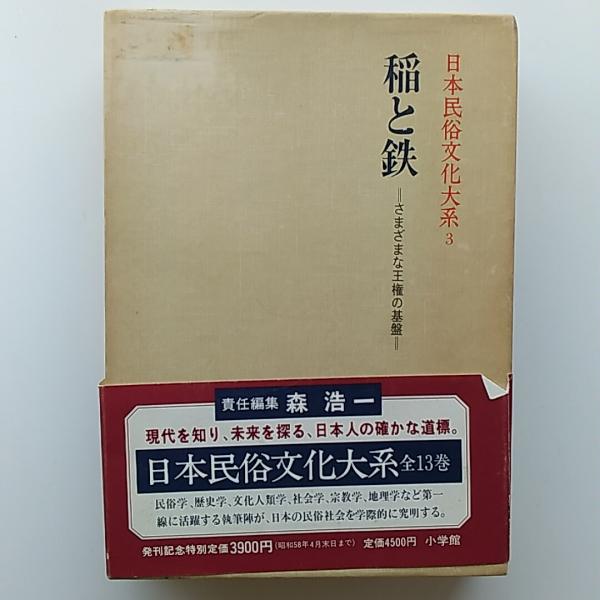 日本民俗文化大系3
稲と鉄
＝さまざまな王権の基盤＝
責任編集 森 浩一
現代を知り、未来を探る、日本人の確かな道標。
日本民俗文化大系 全13巻
民俗学、歴史学、文化人類学、社会学、宗教学、地理学など第一
線に活躍する執筆陣が、日本の民俗社会を学際的に究明する。
発刊記念特別定価3900円（昭和58年4月末日まで） 定価4500円 小学館